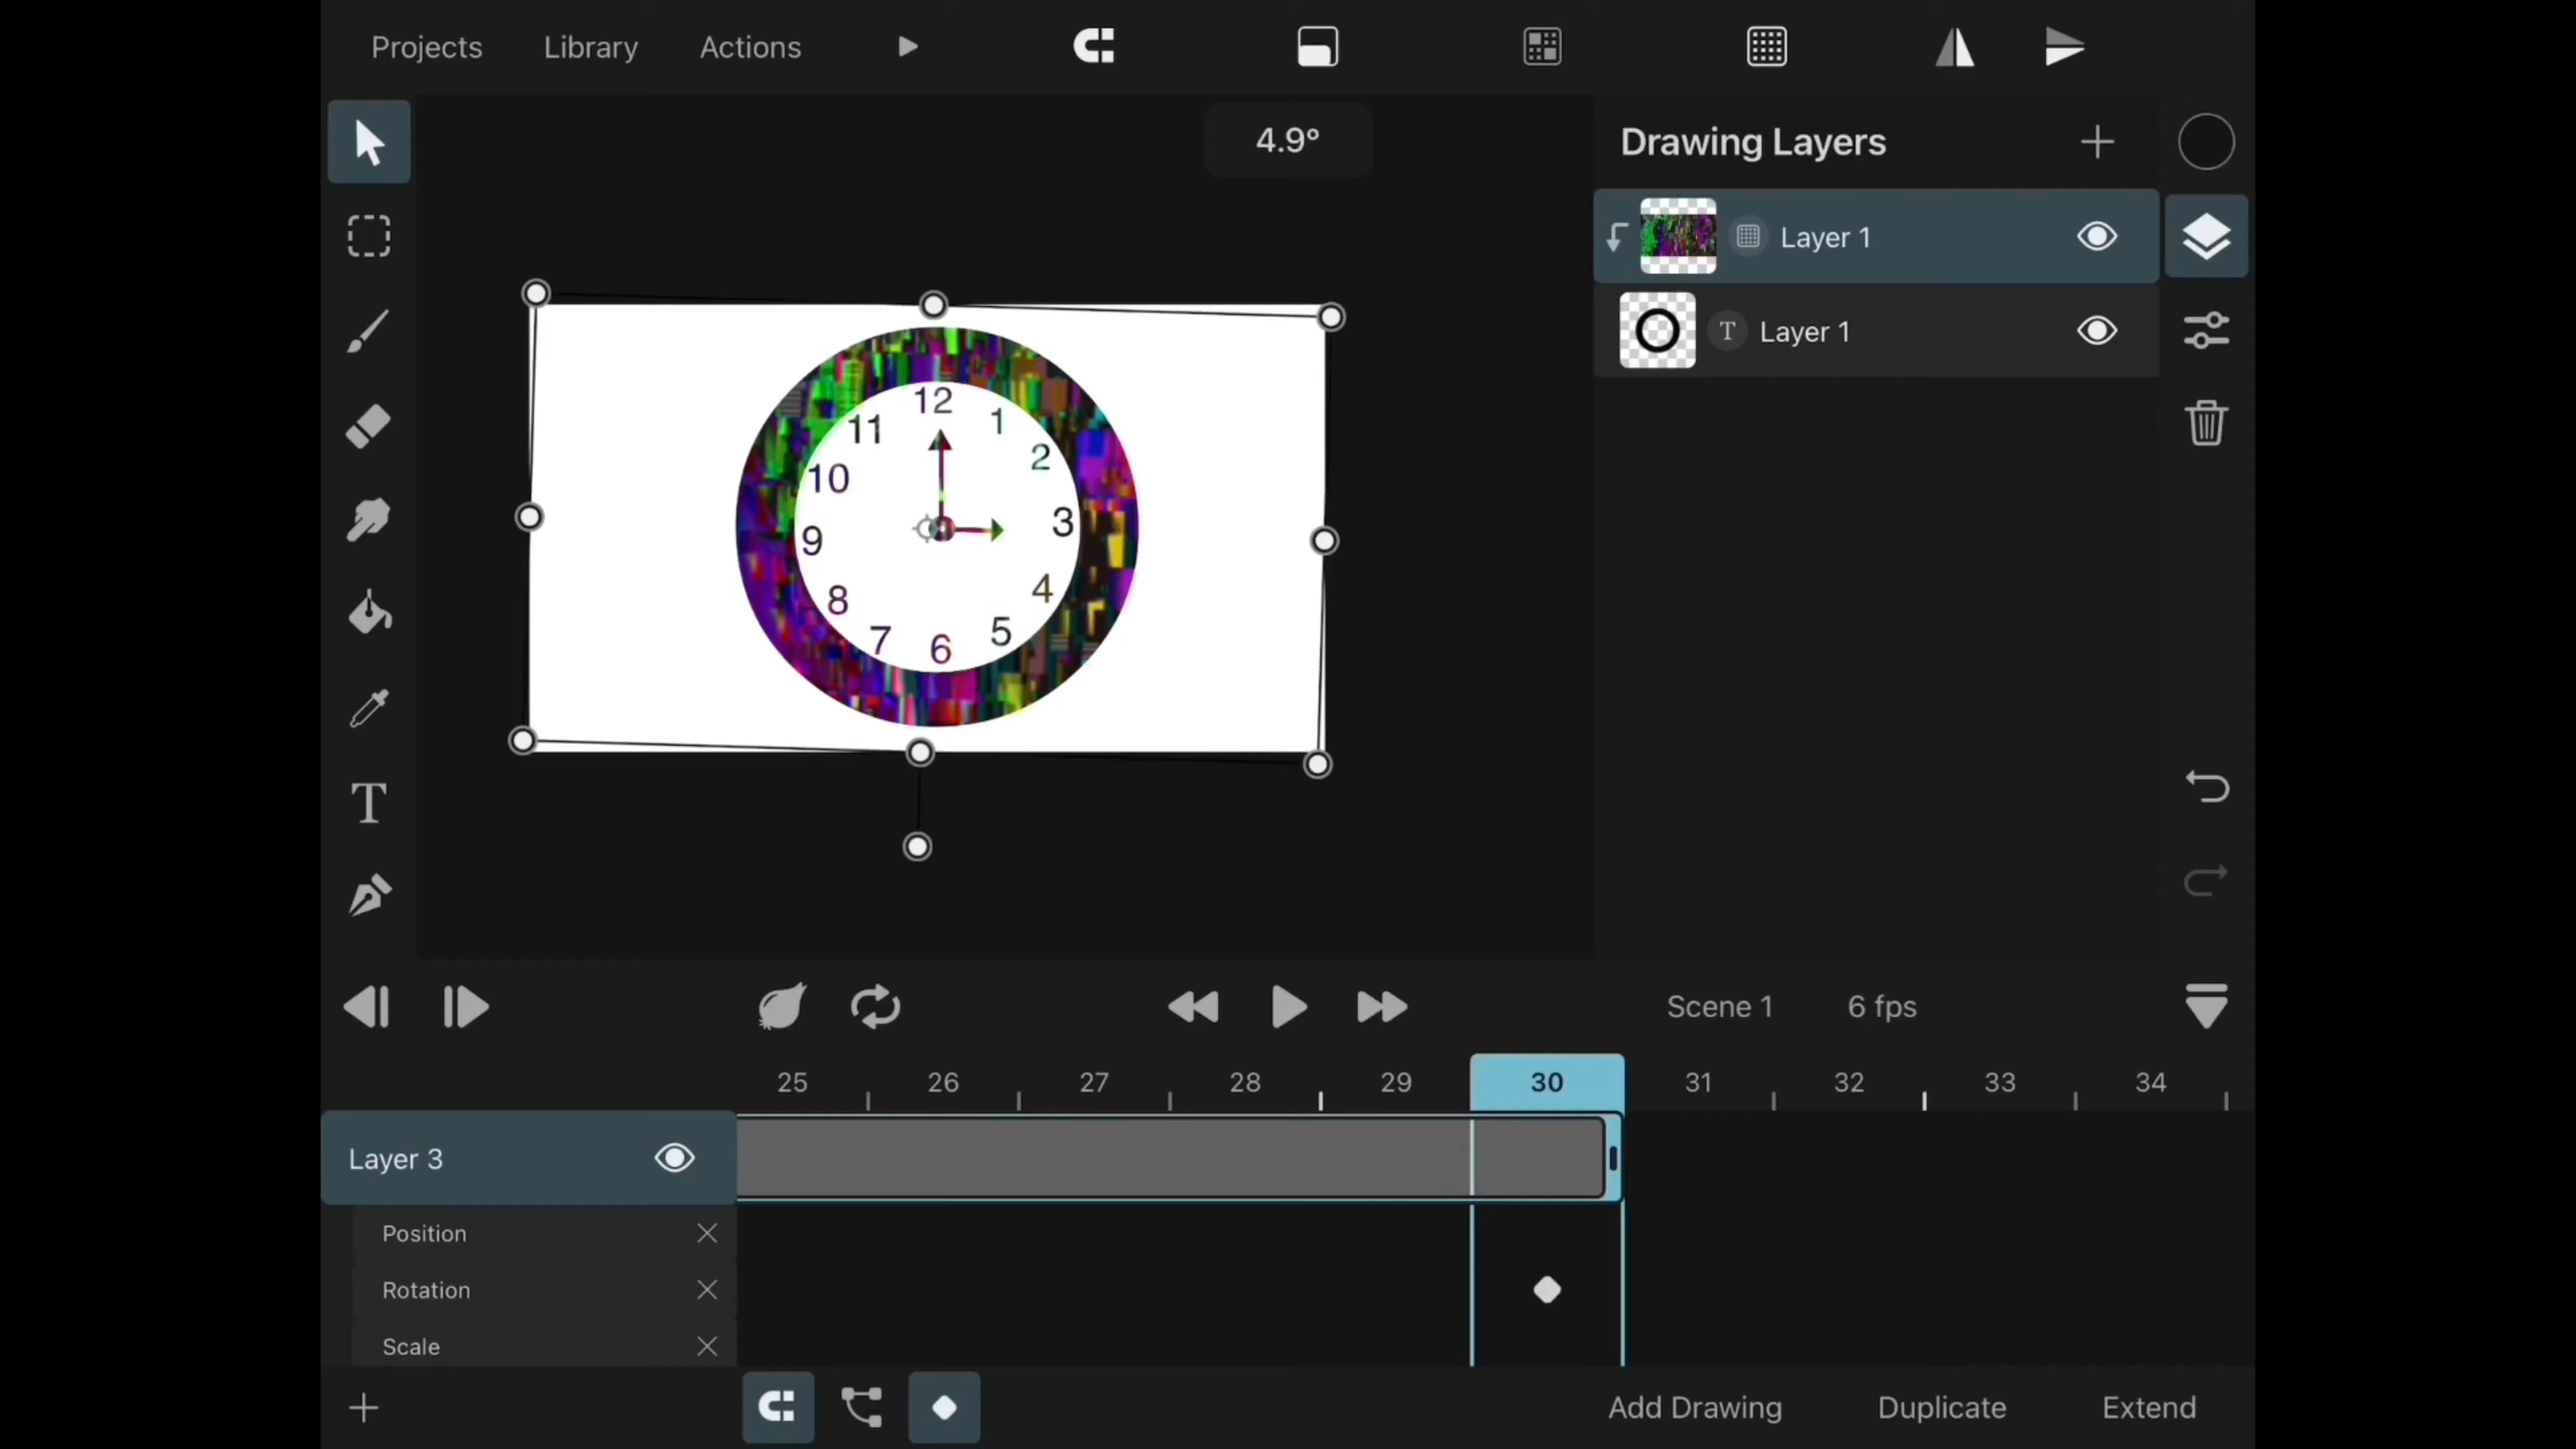 Projects Library Actions
4.9°
Drawing Layers
Layer 1
T Layer 1
12
11 1
10 2
9 3
8 4
7 5
6
T
Scene 1 6 fps
25 26 27 28 29 30 31 32 33 34
Layer 3
Position
Rotation
Scale
Add Drawing Duplicate Extend